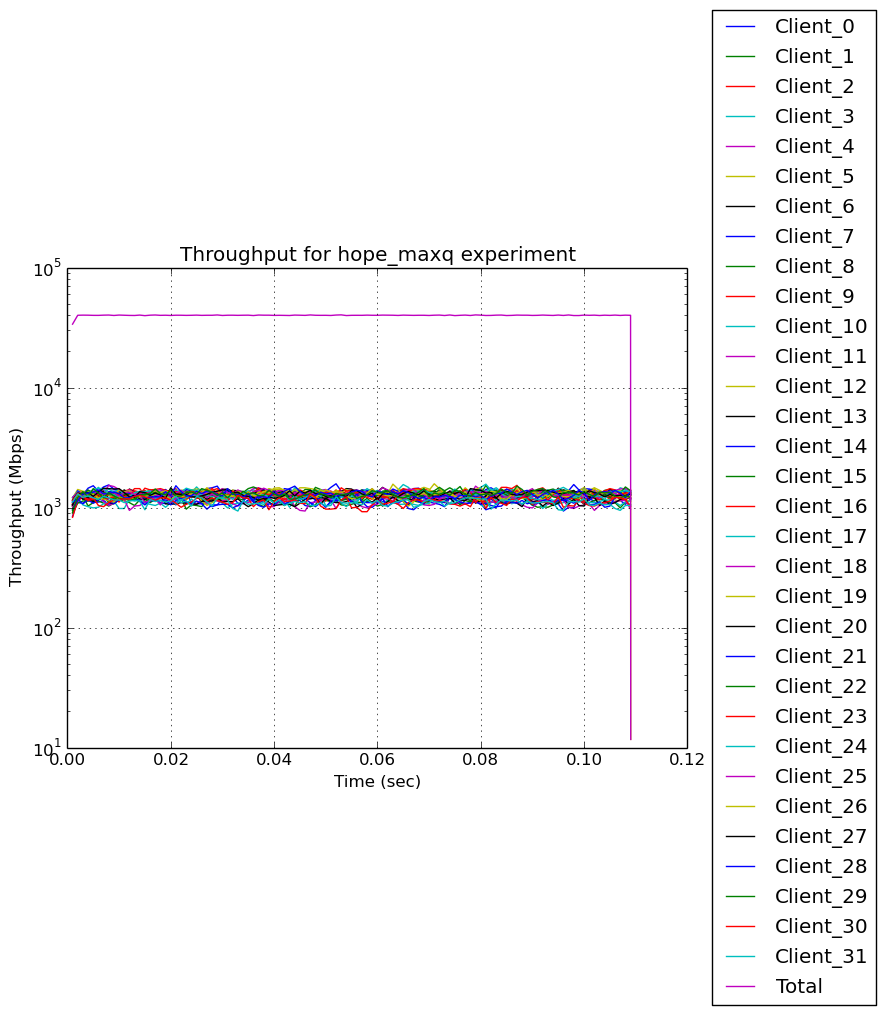 Throughput for hope_maxq experiment
10^5
10^4
10^3
10^2
10^1
Throughput (Mbps)
0.00 0.02 0.04 0.06 0.08 0.10 0.12
Time (sec)
Client_0
Client_1
Client_2
Client_3
Client_4
Client_5
Client_6
Client_7
Client_8
Client_9
Client_10
Client_11
Client_12
Client_13
Client_14
Client_15
Client_16
Client_17
Client_18
Client_19
Client_20
Client_21
Client_22
Client_23
Client_24
Client_25
Client_26
Client_27
Client_28
Client_29
Client_30
Client_31
Total